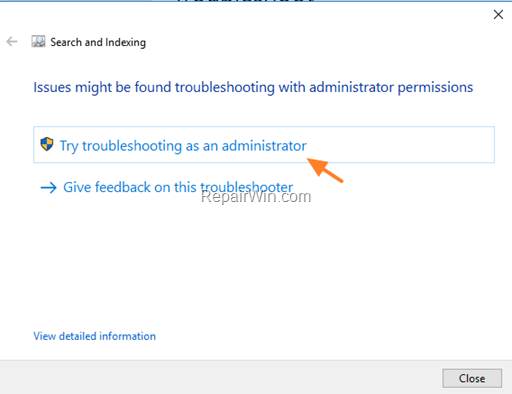 Search and Indexing
Issues might be found troubleshooting with administrator permissions
Try troubleshooting as an administrator
Give feedback on this troubleshooter
RepairWin.com
View detailed information
Close